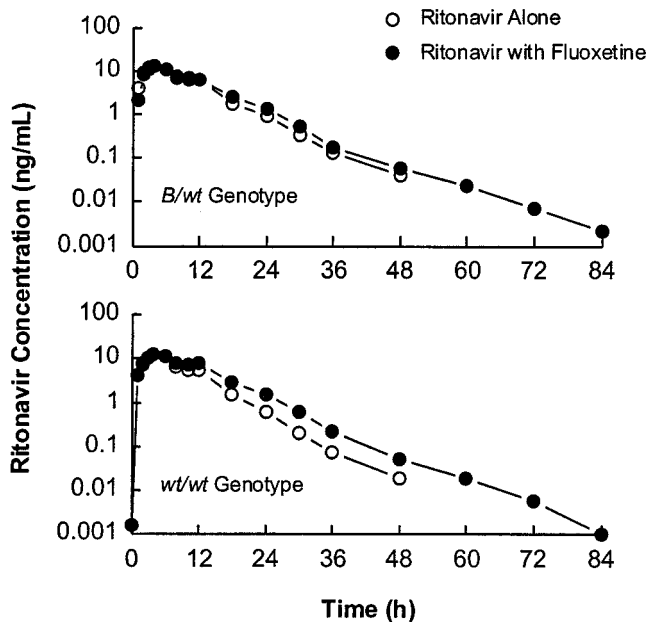 Ritonavir Alone
Ritonavir with Fluoxetine
Ritonavir Concentration (ng/mL)
100
10
1
0.1
0.01
0.001
B/wt Genotype
0 12 24 36 48 60 72 84
100
10
1
0.1
0.01
0.001
wt/wt Genotype
0 12 24 36 48 60 72 84
Time (h)